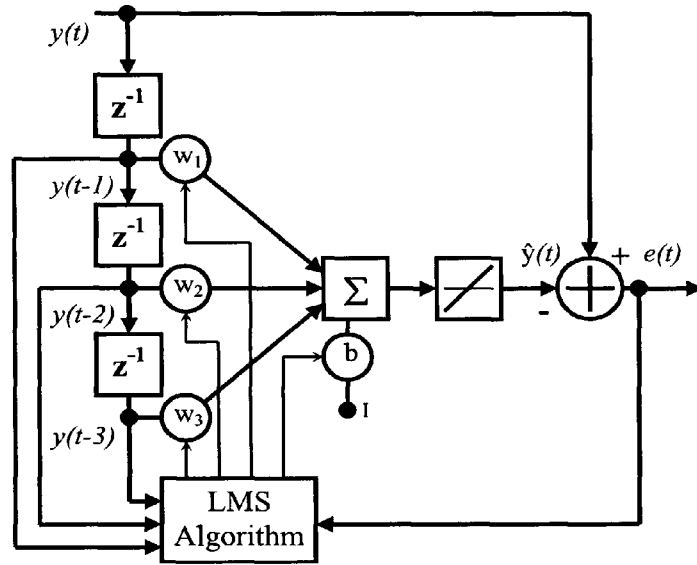 y(t)
z⁻¹
w₁
y(t-1)
z⁻¹
ŷ(t)
+ e(t)
Σ
-
w₂
y(t-2)
z⁻¹
b
w₃
I
y(t-3)
LMS
Algorithm